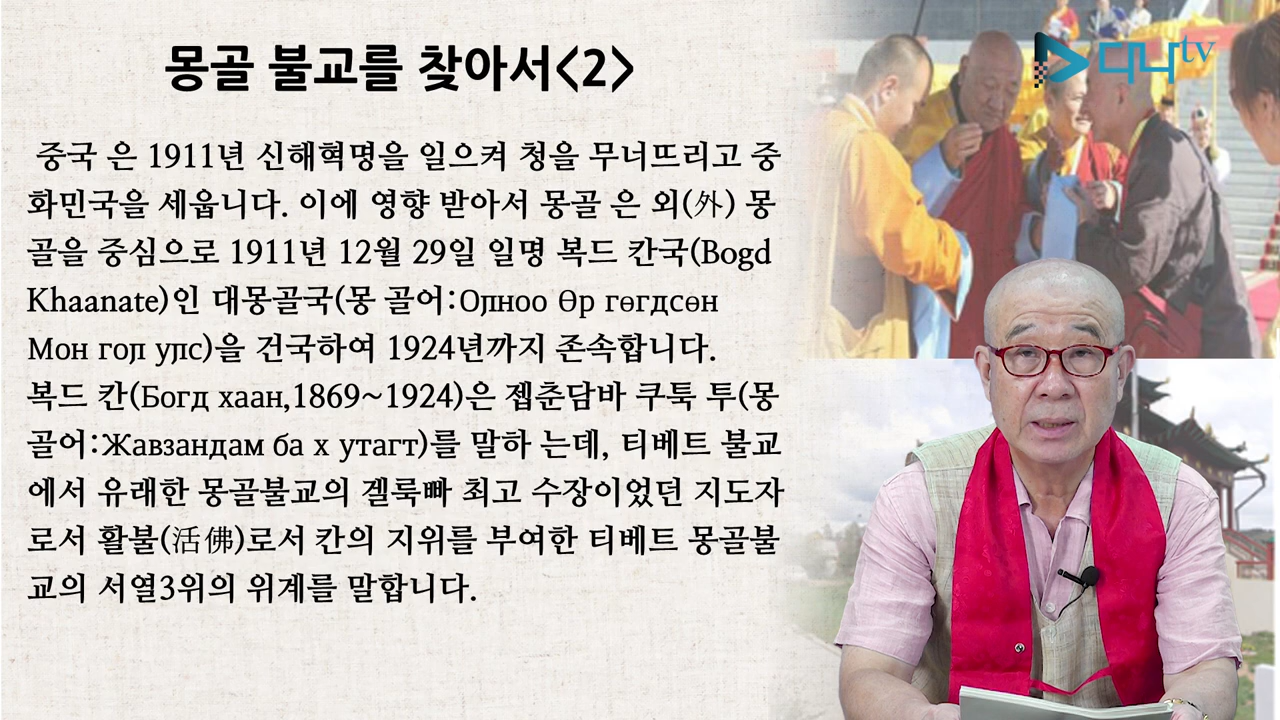 몽골 불교를 찾아서<2>
중국 은 1911년 신해혁명을 일으켜 청을 무너뜨리고 중
화민국을 세웁니다. 이에 영향 받아서 몽골 은 외(外) 몽
골을 중심으로 1911년 12월 29일 일명 복드 칸국(Bogd
Khaanate)인 대몽골국(몽 골어:Олноо Өр гөгдсөн
Мон гол улс)을 건국하여 1924년까지 존속합니다.
복드 칸(Богд хаан,1869~1924)은 젭춘담바 쿠툭 투(몽
골어:Жавзандам ба х утагт)를 말하 는데, 티베트 불교
에서 유래한 몽골불교의 겔룩빠 최고 수장이었던 지도자
로서 활불(活佛)로서 칸의 지위를 부여한 티베트 몽골불
교의 서열3위의 위계를 말합니다.
tv